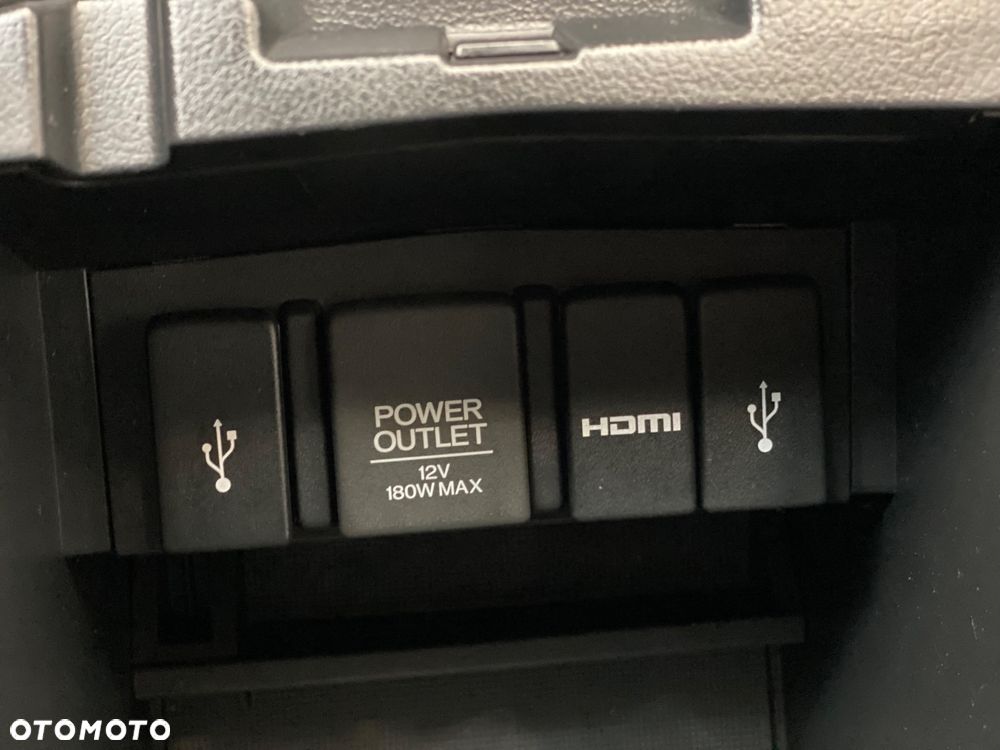 POWER
OUTLET
12V
180W MAX
HDMI
OTOMOTO